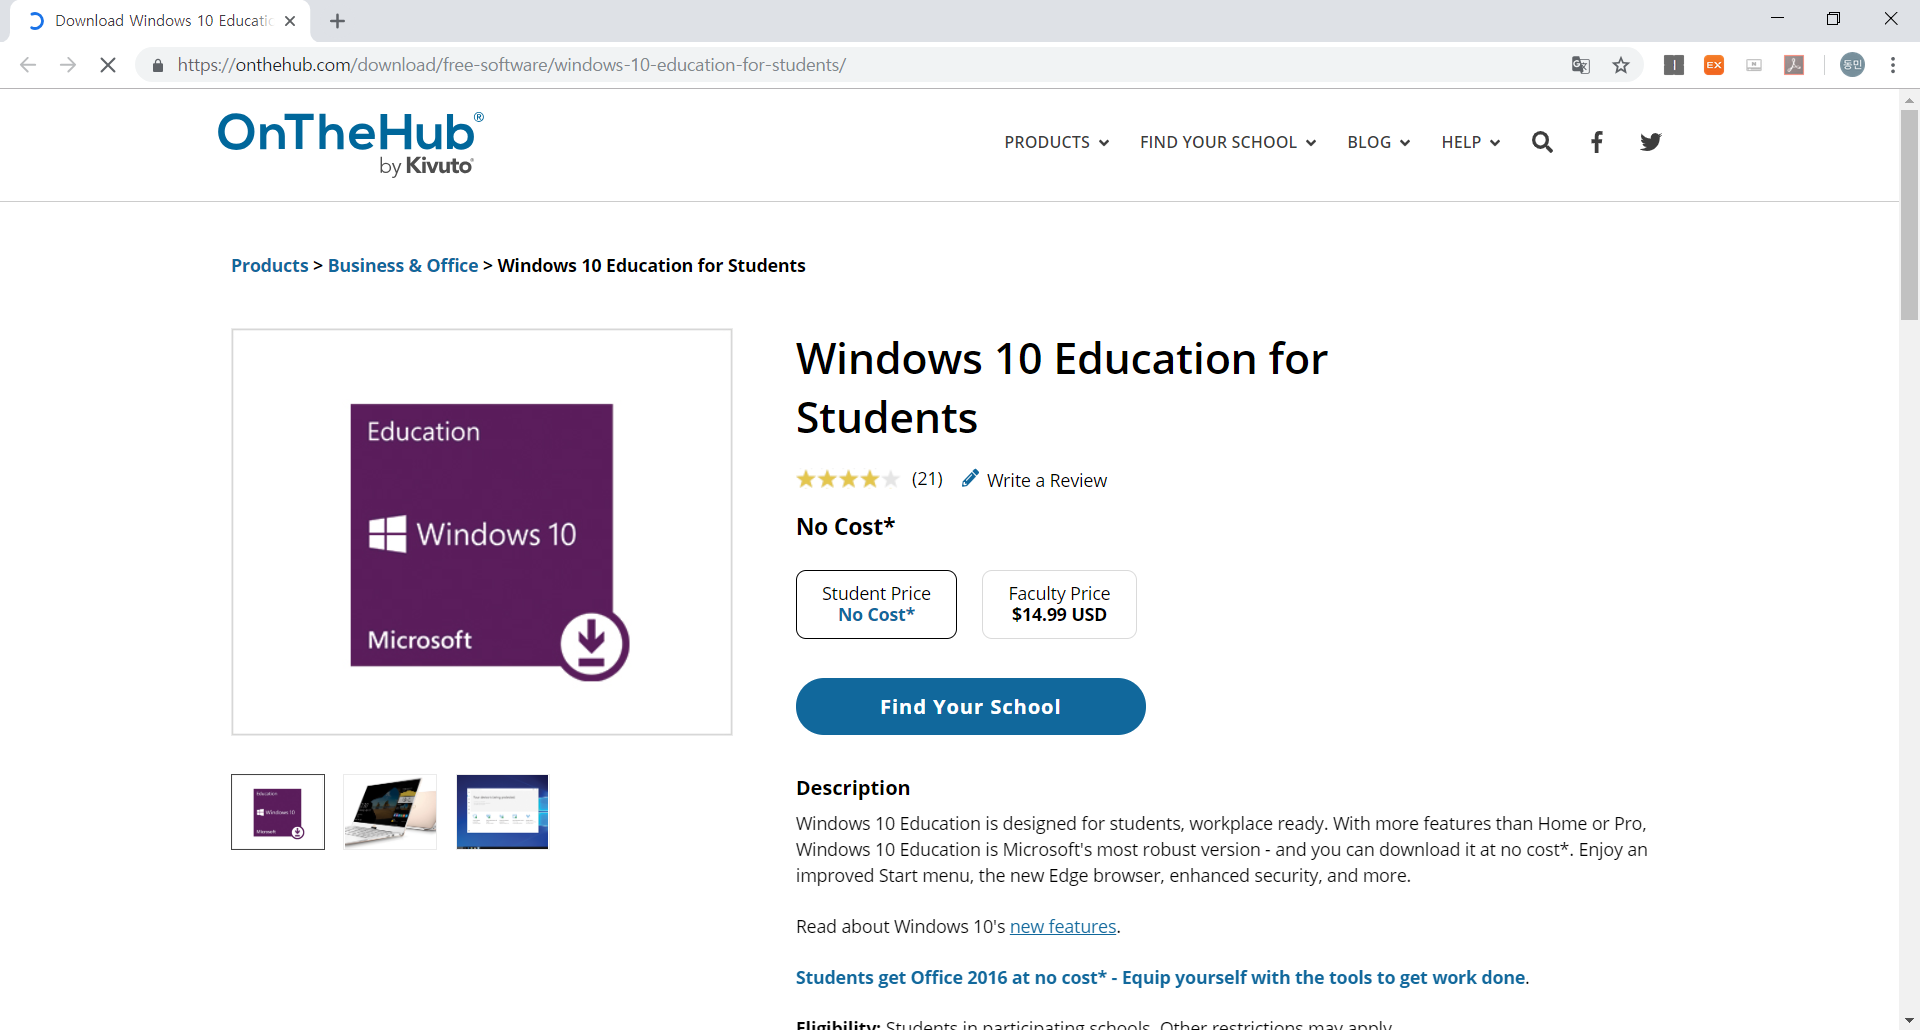 Download Windows 10 Educatio
https://onthehub.com/download/free-software/windows-10-education-for-students/
EX
동민
OnTheHub®
by Kivuto
PRODUCTS
FIND YOUR SCHOOL
BLOG
HELP
Products > Business & Office > Windows 10 Education for Students
Education
Windows 10
Microsoft
Windows 10 Education for
Students
(21)
Write a Review
No Cost*
Student Price
No Cost*
Faculty Price
$14.99 USD
Find Your School
Education
Windows 10
Microsoft
Description
Windows 10 Education is designed for students, workplace ready. With more features than Home or Pro,
Windows 10 Education is Microsoft's most robust version - and you can download it at no cost*. Enjoy an
improved Start menu, the new Edge browser, enhanced security, and more.
Read about Windows 10's new features.
Students get Office 2016 at no cost* - Equip yourself with the tools to get work done.
Eligibility: Students in participating schools. Other restrictions may apply.